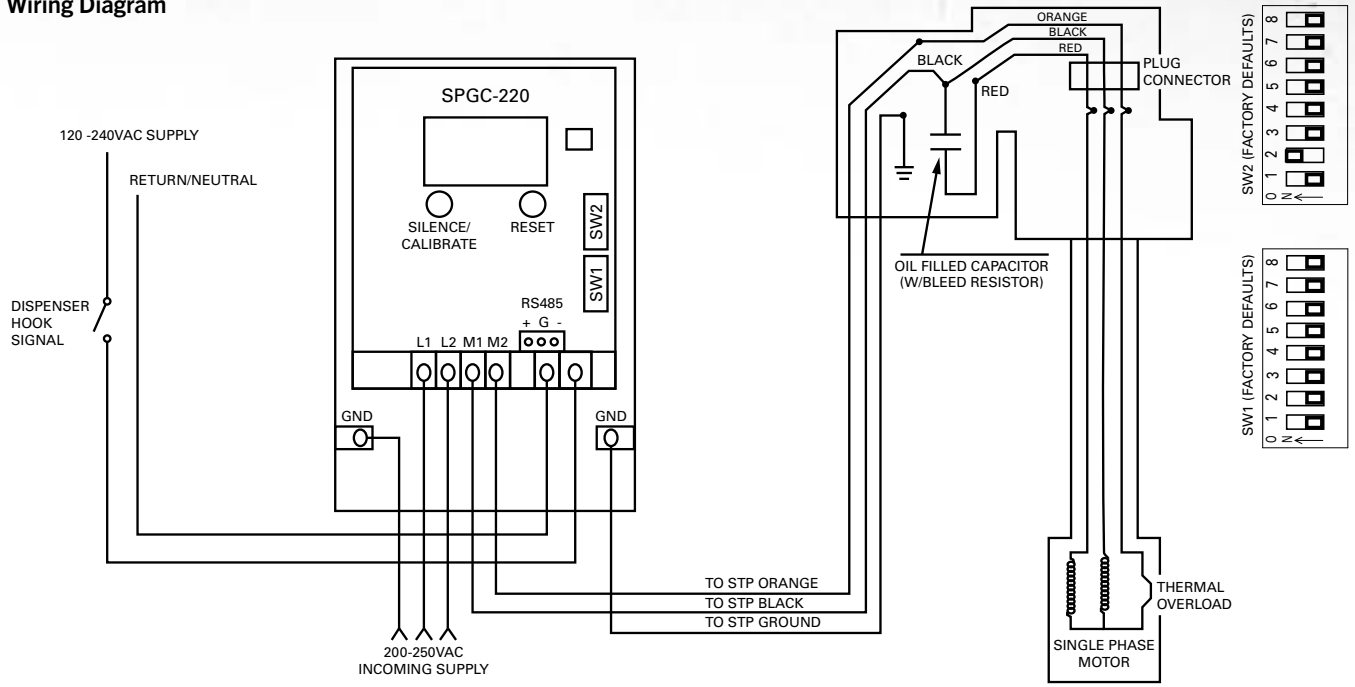 Wiring Diagram
120 -240VAC SUPPLY
RETURN/NEUTRAL
DISPENSER
HOOK
SIGNAL
SPGC-220
SILENCE/
CALIBRATE
RESET
SW2
SW1
RS485
+ G -
L1 L2 M1 M2
GND
GND
200-250VAC
INCOMING SUPPLY
TO STP ORANGE
TO STP BLACK
TO STP GROUND
ORANGE
BLACK
RED
BLACK
RED
PLUG
CONNECTOR
OIL FILLED CAPACITOR
(W/BLEED RESISTOR)
THERMAL
OVERLOAD
SINGLE PHASE
MOTOR
SW2 (FACTORY DEFAULTS)
1 2 3 4 5 6 7 8
ON
SW1 (FACTORY DEFAULTS)
1 2 3 4 5 6 7 8
ON